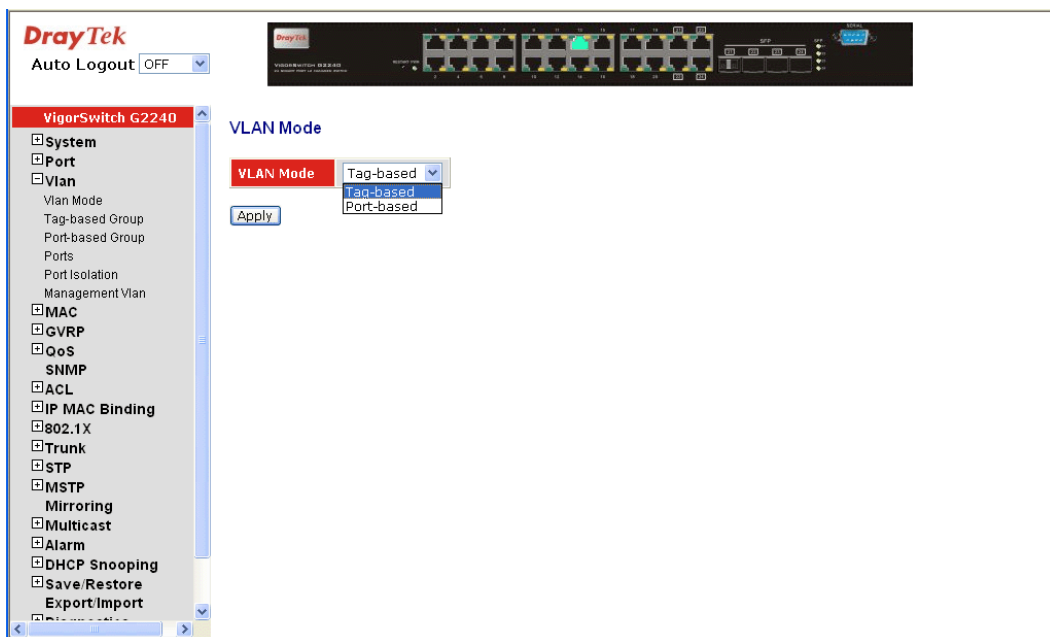 DrayTek
Auto Logout OFF
DrayTek
SFP
VigorSwitch G2240
VLAN Mode
System
Port
Vlan
VLAN Mode Tag-based
Tag-based
Port-based
Apply
Vlan Mode
Tag-based Group
Port-based Group
Ports
Port Isolation
Management Vlan
MAC
GVRP
QoS
SNMP
ACL
IP MAC Binding
802.1X
Trunk
STP
MSTP
Mirroring
Multicast
Alarm
DHCP Snooping
Save/Restore
Export/Import